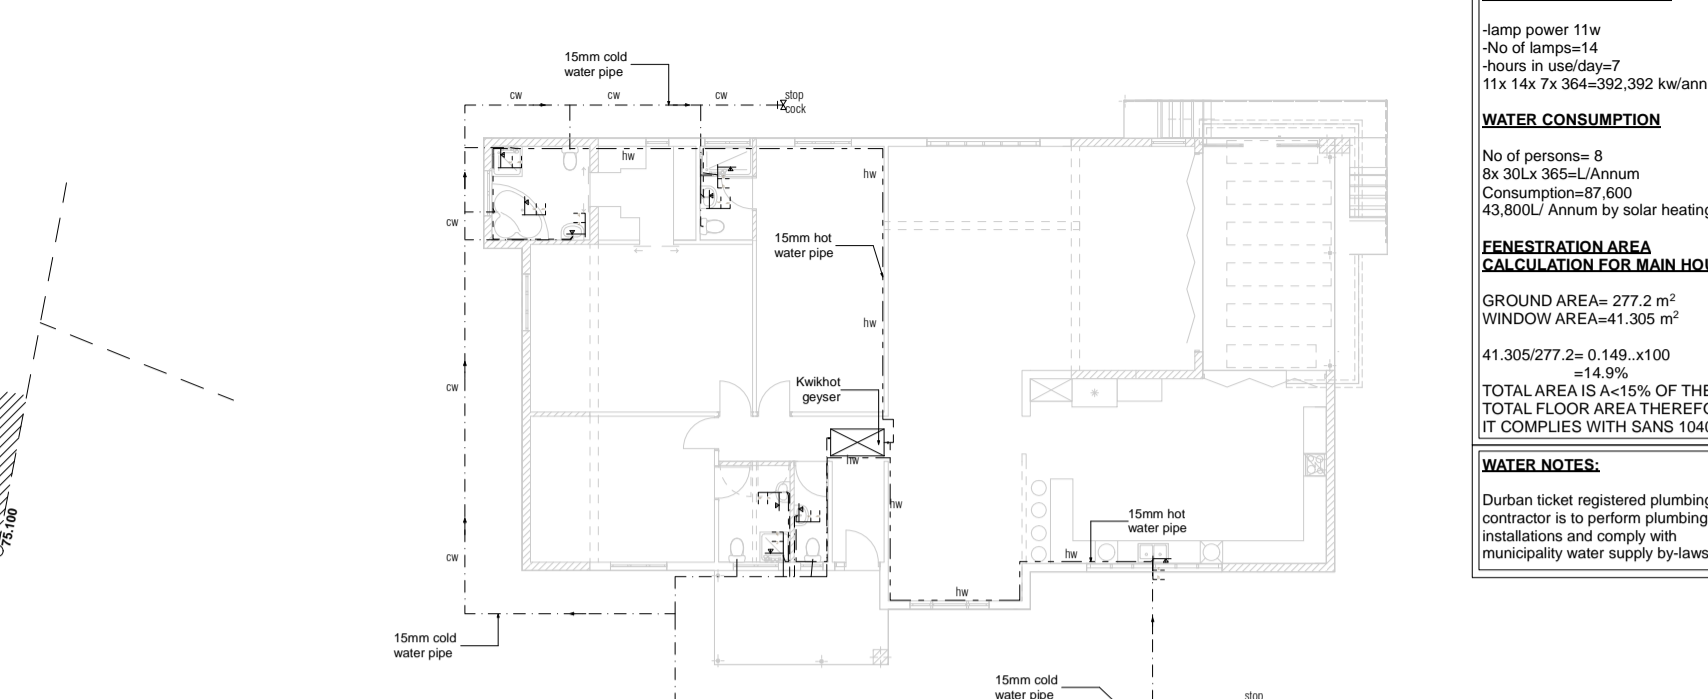 15mm cold
water pipe
cw
cw
cw
stop
cock
hw
hw
cw
15mm hot
water pipe
hw
cw
Kwikhot
geyser
hw
hw
15mm hot
water pipe
hw
cw
hw
75.100
15mm cold
water pipe
15mm cold
water pipe
stop
-lamp power 11w
-No of lamps=14
-hours in use/day=7
11x 14x 7x 364=392,392 kw/ann
WATER CONSUMPTION
No of persons= 8
8x 30Lx 365=L/Annum
Consumption=87,600
43,800L/ Annum by solar heating
FENESTRATION AREA
CALCULATION FOR MAIN HOU
GROUND AREA= 277.2 m²
WINDOW AREA=41.305 m²
41.305/277.2= 0.149..x100
=14.9%
TOTAL AREA IS A<15% OF THE
TOTAL FLOOR AREA THEREFO
IT COMPLIES WITH SANS 1040
WATER NOTES:
Durban ticket registered plumbing
contractor is to perform plumbing
installations and comply with
municipality water supply by-laws